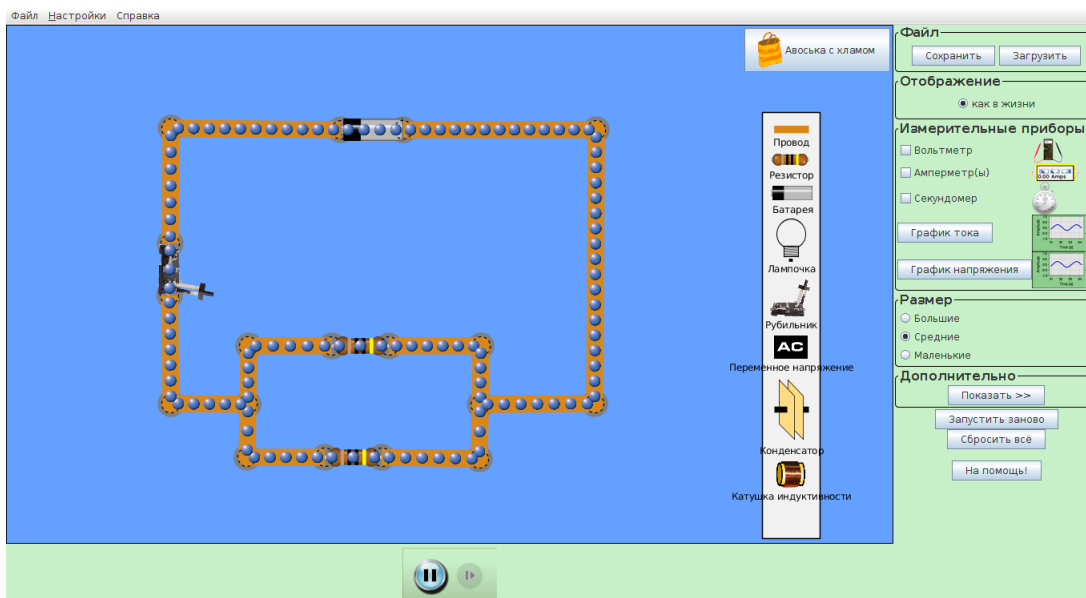 Файл Настройки Справка
Авоська с хламом
Провод
Резистор
Батарея
Лампочка
Рубильник
AC
Переменное напряжение
Конденсатор
Катушка индуктивности
Файл
Сохранить Загрузить
Отображение
как в жизни
Измерительные приборы
Вольтметр
Амперметр(ы)
0.00 Amps
Секундомер
График тока
График напряжения
Размер
Большие
Средние
Маленькие
Дополнительно
Показать >>
Запустить заново
Сбросить всё
На помощь!